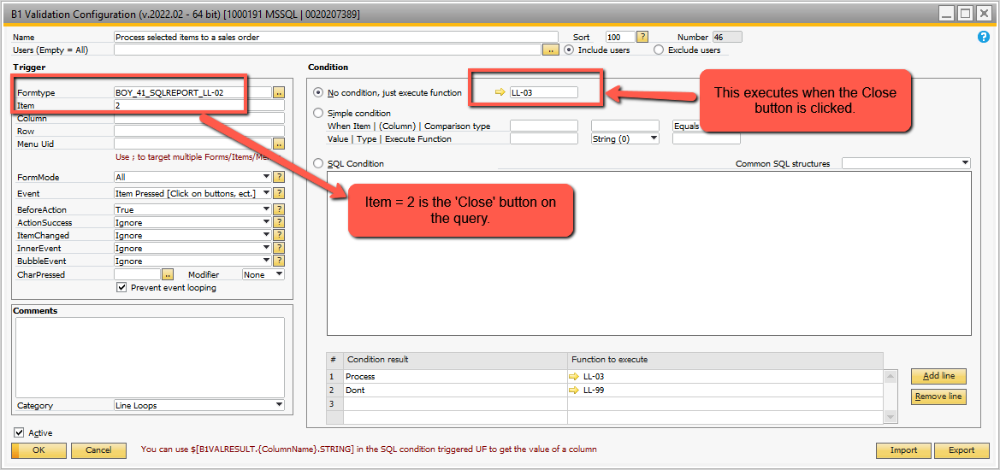 B1 Validation Configuration (v.2022.02 - 64 bit) [1000191 MSSQL | 0020207389]
Name Process selected items to a sales order Sort 100 ? Number 46 ?
Users (Empty = All) .. Include users Exclude users
Trigger
Formtype BOY_41_SQLREPORT_LL-02 ..
Item 2
Column
Row
Menu Uid ..
Use ; to target multiple Forms/Items/Me
FormMode All ?
Event Item Pressed [Click on buttons, ect.] ?
BeforeAction True ?
ActionSuccess Ignore ?
ItemChanged Ignore ?
InnerEvent Ignore ?
BubbleEvent Ignore ?
CharPressed .. Modifier None
Prevent event looping
Comments
Category Line Loops
Active
OK Cancel
You can use $[B1VALRESULT.{ColumnName}.STRING] in the SQL condition triggered UF to get the value of a column
Condition
No condition, just execute function LL-03
Simple condition
When Item | (Column) | Comparison type Equals
Value | Type | Execute Function String (0)
SQL Condition Common SQL structures
This executes when the Close
button is clicked.
Item = 2 is the 'Close' button on
the query.
# Condition result Function to execute
1 Process LL-03
2 Dont LL-99
3
Add line
Remove line
Import Export